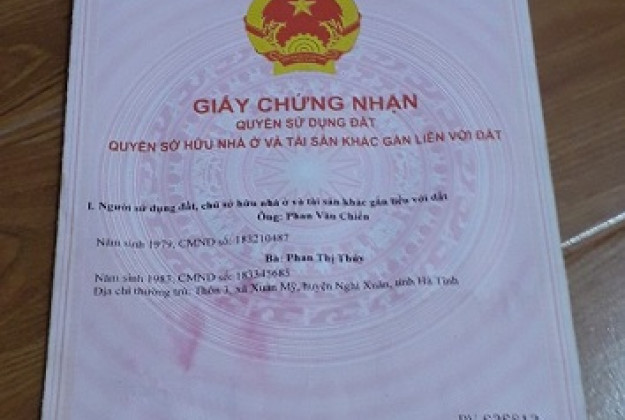 GIẤY CHỨNG NHẬN
QUYỀN SỬ DỤNG ĐẤT
QUYỀN SỞ HỮU NHÀ Ở VÀ TÀI SẢN KHÁC GẮN LIỀN VỚI ĐẤT
I. Người sử dụng đất, chủ sở hữu nhà ở và tài sản khác gắn liền với đất
Ông: Phan Văn Chiến
Năm sinh 1979, CMND số: 183210487
Bà: Phan Thị Thúy
Năm sinh 1987, CMND số: 183345685
Địa chỉ thường trú: Thôn 3, xã Xuân Mỹ, huyện Nghi Xuân, tỉnh Hà Tĩnh